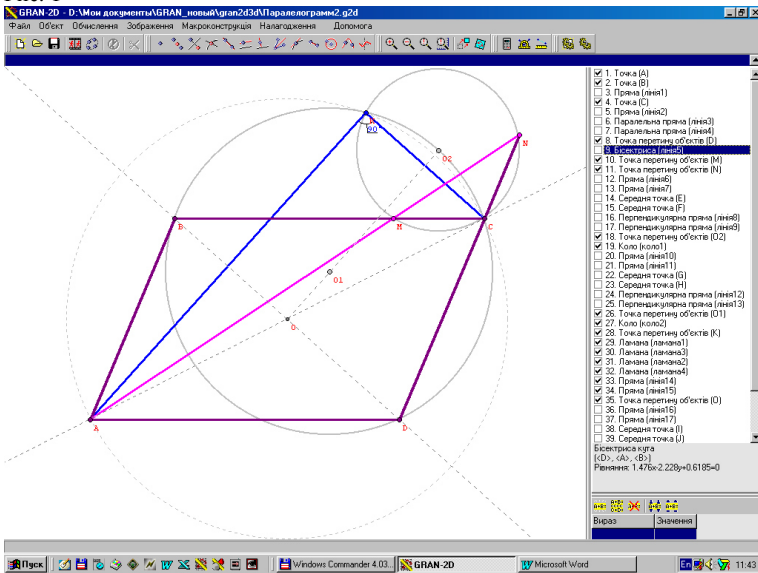 GRAN-2D - D:\Мои документы\GRAN_новый\gran2d3d\Паралелограмм2.g2d
Файл Об'єкт Обчислення Зображення Макроконструкція Налагодження Допомога
1. Точка (A)
2. Точка (B)
3. Пряма (лінія1)
4. Точка (C)
5. Пряма (лінія2)
6. Паралельна пряма (лінія3)
7. Паралельна пряма (лінія4)
8. Точка перетину об'єктів (D)
9. Бісектриса (лінія5)
10. Точка перетину об'єктів (M)
11. Точка перетину об'єктів (N)
12. Пряма (лінія6)
13. Пряма (лінія7)
14. Середня точка (E)
15. Середня точка (F)
16. Перпендикулярна пряма (лінія8)
17. Перпендикулярна пряма (лінія9)
18. Точка перетину об'єктів (O2)
19. Коло (коло1)
20. Пряма (лінія10)
21. Пряма (лінія11)
22. Середня точка (G)
23. Середня точка (H)
24. Перпендикулярна пряма (лінія12)
25. Перпендикулярна пряма (лінія13)
26. Точка перетину об'єктів (O1)
27. Коло (коло2)
28. Точка перетину об'єктів (K)
29. Ламана (ламана1)
30. Ламана (ламана3)
31. Ламана (ламана2)
32. Ламана (ламана4)
33. Пряма (лінія14)
34. Пряма (лінія15)
35. Точка перетину об'єктів (O)
36. Пряма (лінія16)
37. Пряма (лінія17)
38. Середня точка (I)
39. Середня точка (J)
90
N
O2
B
M
C
O1
O
A
D
Бісектриса кута
(<D>, <A>, <B>)
Рівняння: 1.476x-2.228y+0.6185=0
Вираз Значення
Пуск
Windows Commander 4.03...
GRAN-2D
Microsoft Word
En
11:43